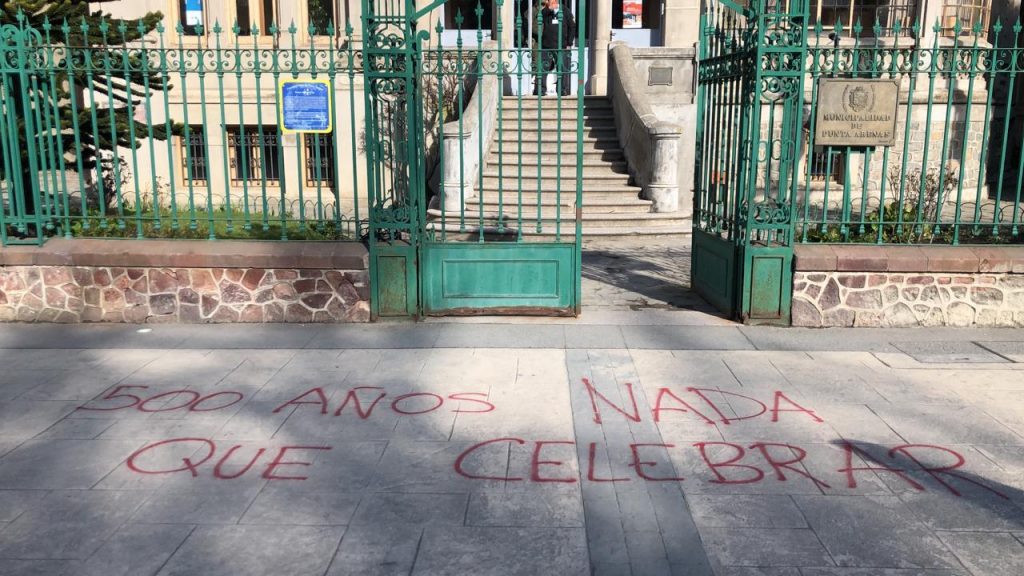 MUNICIPALIDAD
DE
PUNTA ARENAS
500 AÑOS NADA
QUE CELEBRAR